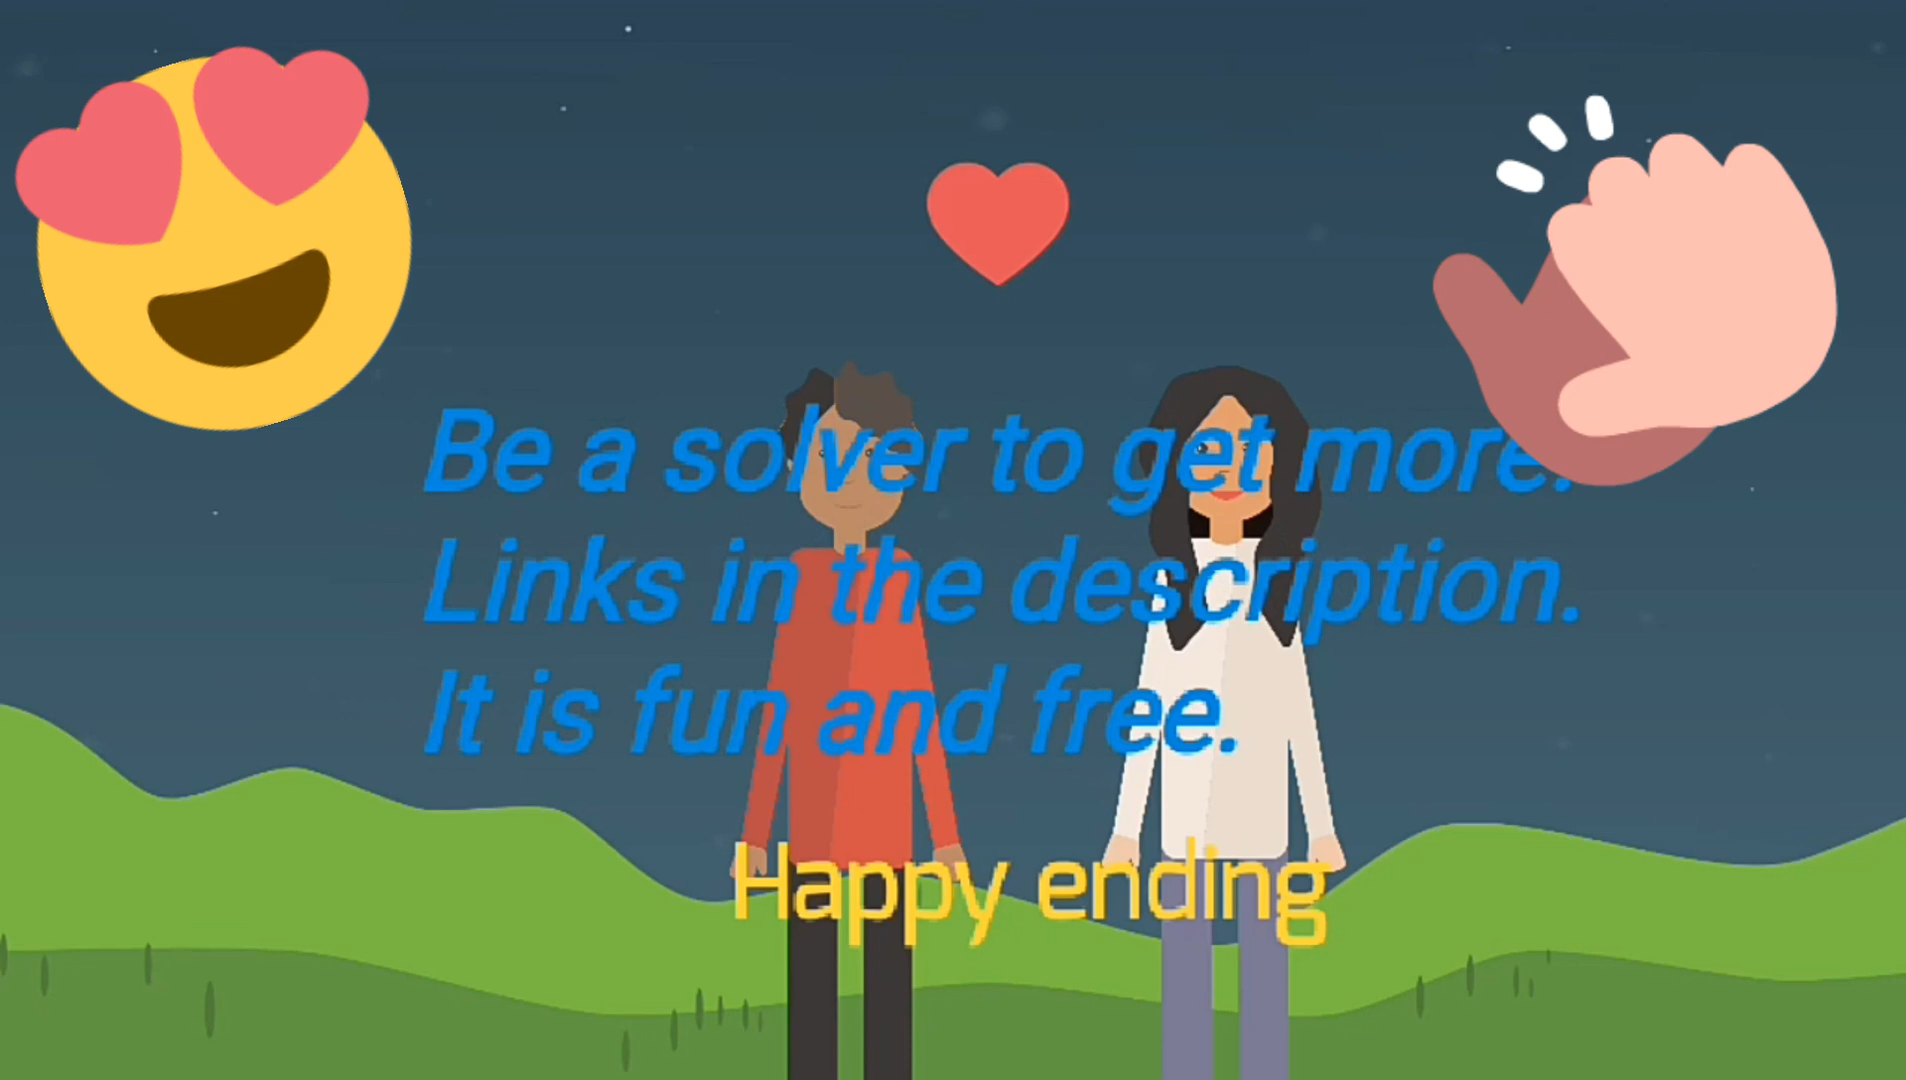 Be a solver to get more.
Links in the description.
It is fun and free.
Happy ending